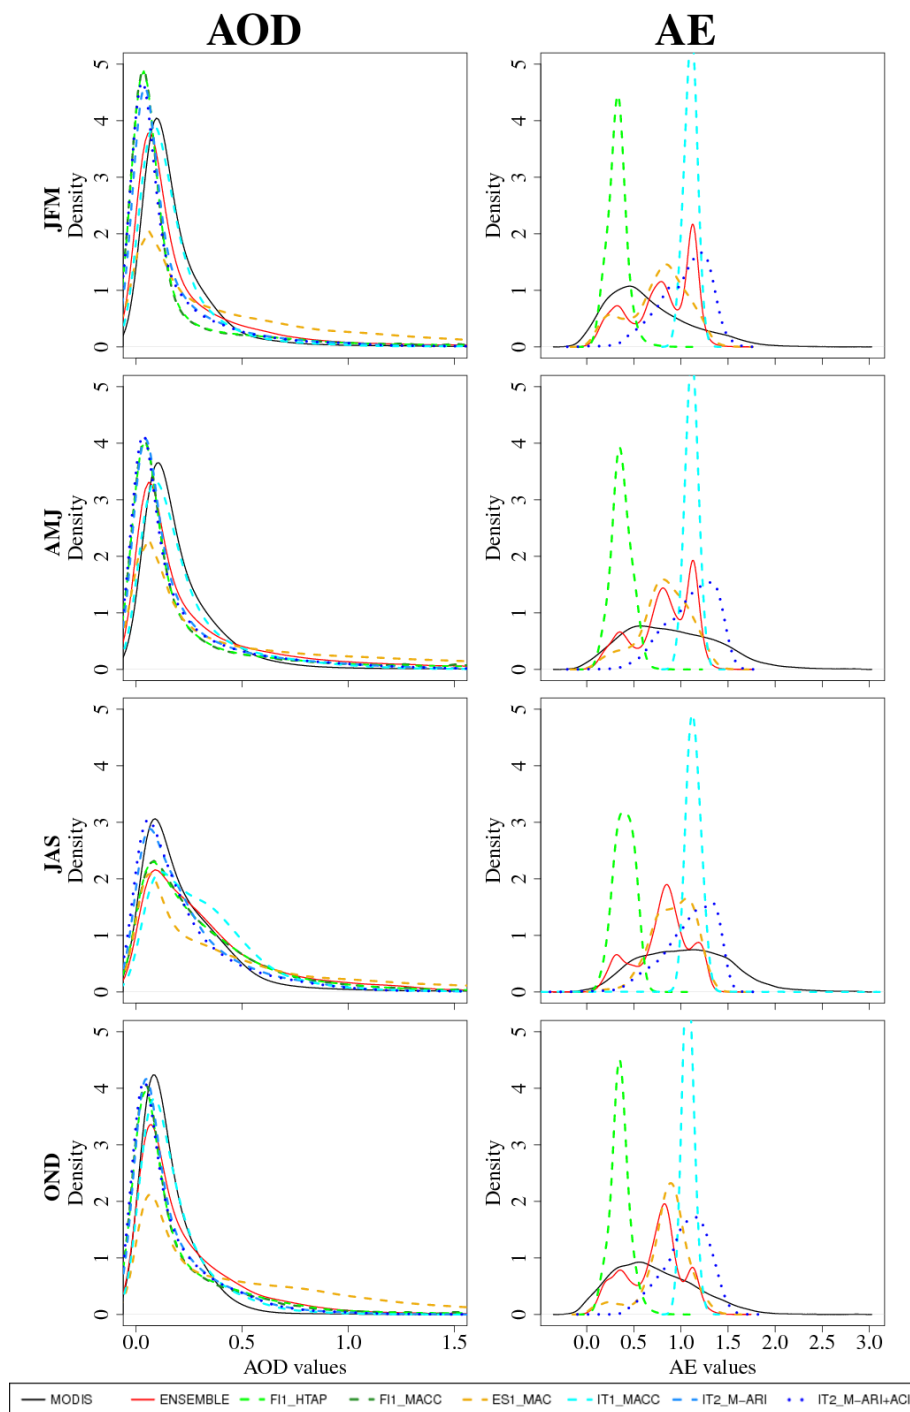 AOD AE
JFM
Density
0 1 2 3 4 5
Density
0 1 2 3 4 5
AMJ
Density
0 1 2 3 4 5
Density
0 1 2 3 4 5
JAS
Density
0 1 2 3 4 5
Density
0 1 2 3 4 5
OND
Density
0 1 2 3 4 5
Density
0 1 2 3 4 5
0.0 0.5 1.0 1.5
AOD values
0.0 0.5 1.0 1.5 2.0 2.5 3.0
AE values
MODIS ENSEMBLE FI1_HTAP FI1_MACC ES1_MAC IT1_MACC IT2_M-ARI IT2_M-ARI+ACI